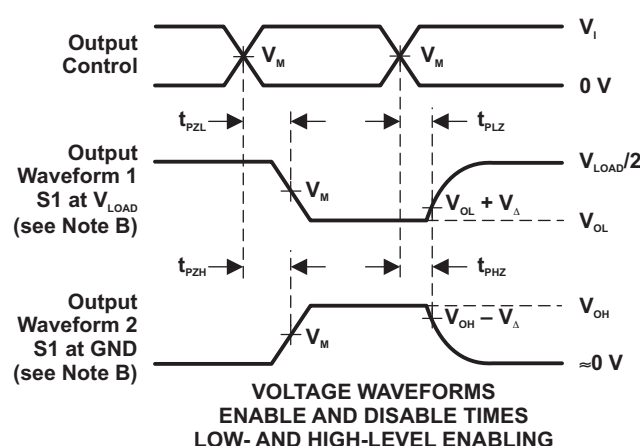 Output
Control
V_M
V_M
V_I
0 V
t_PZL
t_PLZ
Output
Waveform 1
S1 at V_LOAD
(see Note B)
V_M
V_LOAD/2
V_OL + V_Δ
V_OL
t_PZH
t_PHZ
Output
Waveform 2
S1 at GND
(see Note B)
V_M
V_OH
V_OH – V_Δ
≈0 V
VOLTAGE WAVEFORMS
ENABLE AND DISABLE TIMES
LOW- AND HIGH-LEVEL ENABLING